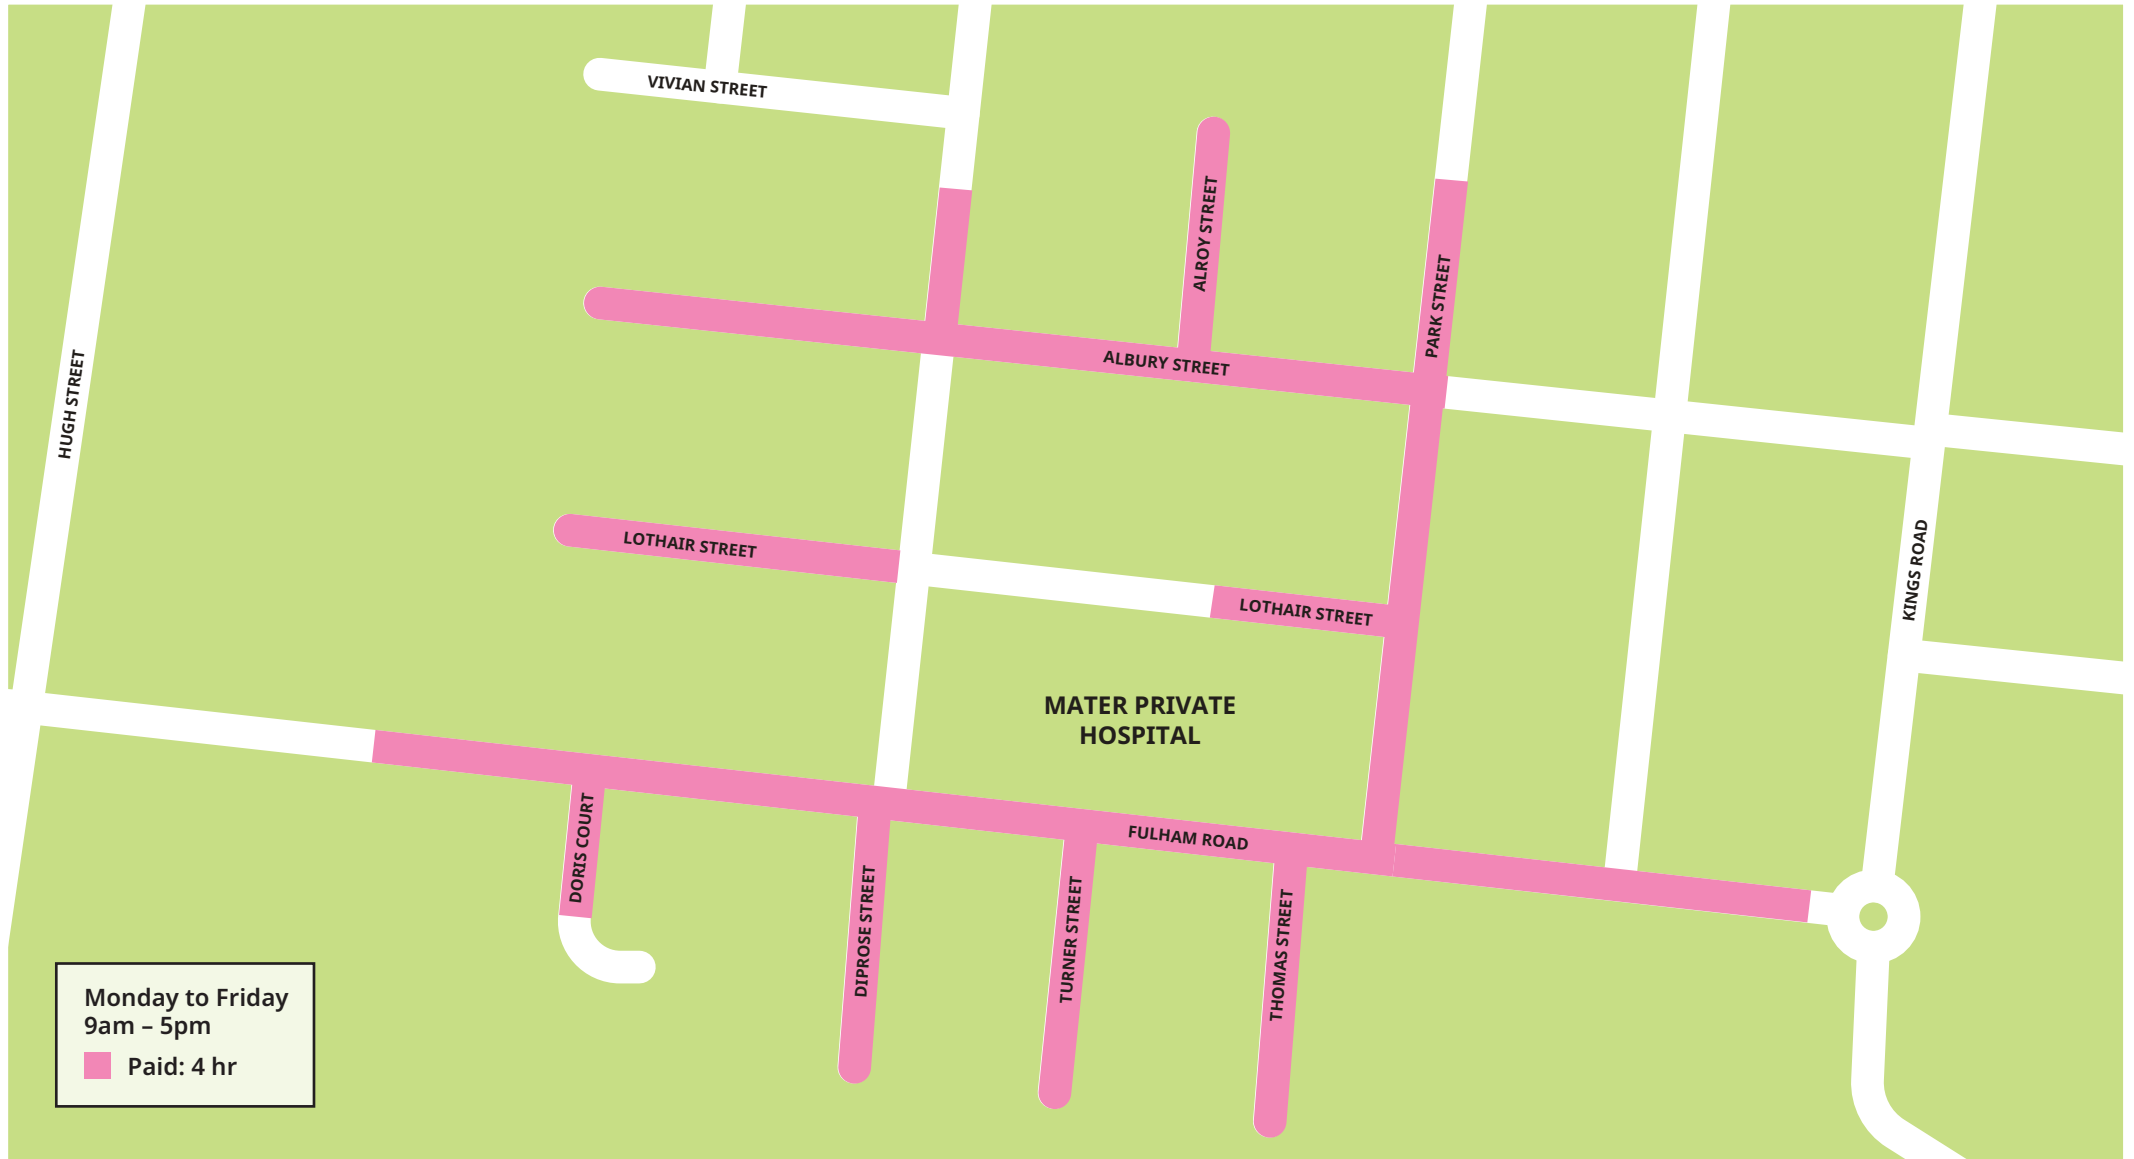 VIVIAN STREET
ALROY STREET
PARK STREET
ALBURY STREET
HUGH STREET
LOTHAIR STREET
LOTHAIR STREET
KINGS ROAD
MATER PRIVATE
HOSPITAL
FULHAM ROAD
DORIS COURT
DIPROSE STREET
TURNER STREET
THOMAS STREET
Monday to Friday
9am – 5pm
Paid: 4 hr